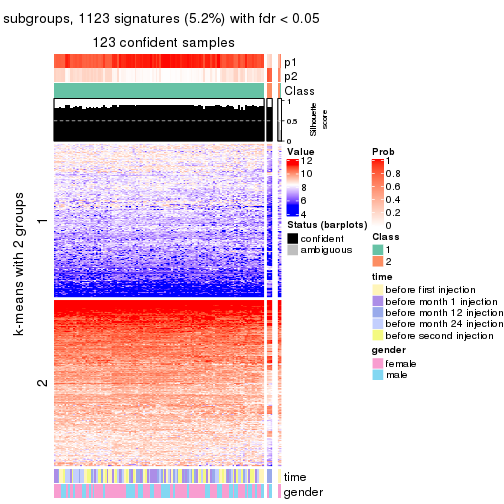 subgroups, 1123 signatures (5.2%) with fdr < 0.05
123 confident samples
p1
p2
Class
1
0.5
0
Silhouette
score
k-means with 2 groups
1
2
time
gender
Value
12
10
8
6
4
Status (barplots)
confident
ambiguous
Prob
1
0.8
0.6
0.4
0.2
0
Class
1
2
time
before first injection
before month 1 injection
before month 12 injection
before month 24 injection
before second injection
gender
female
male